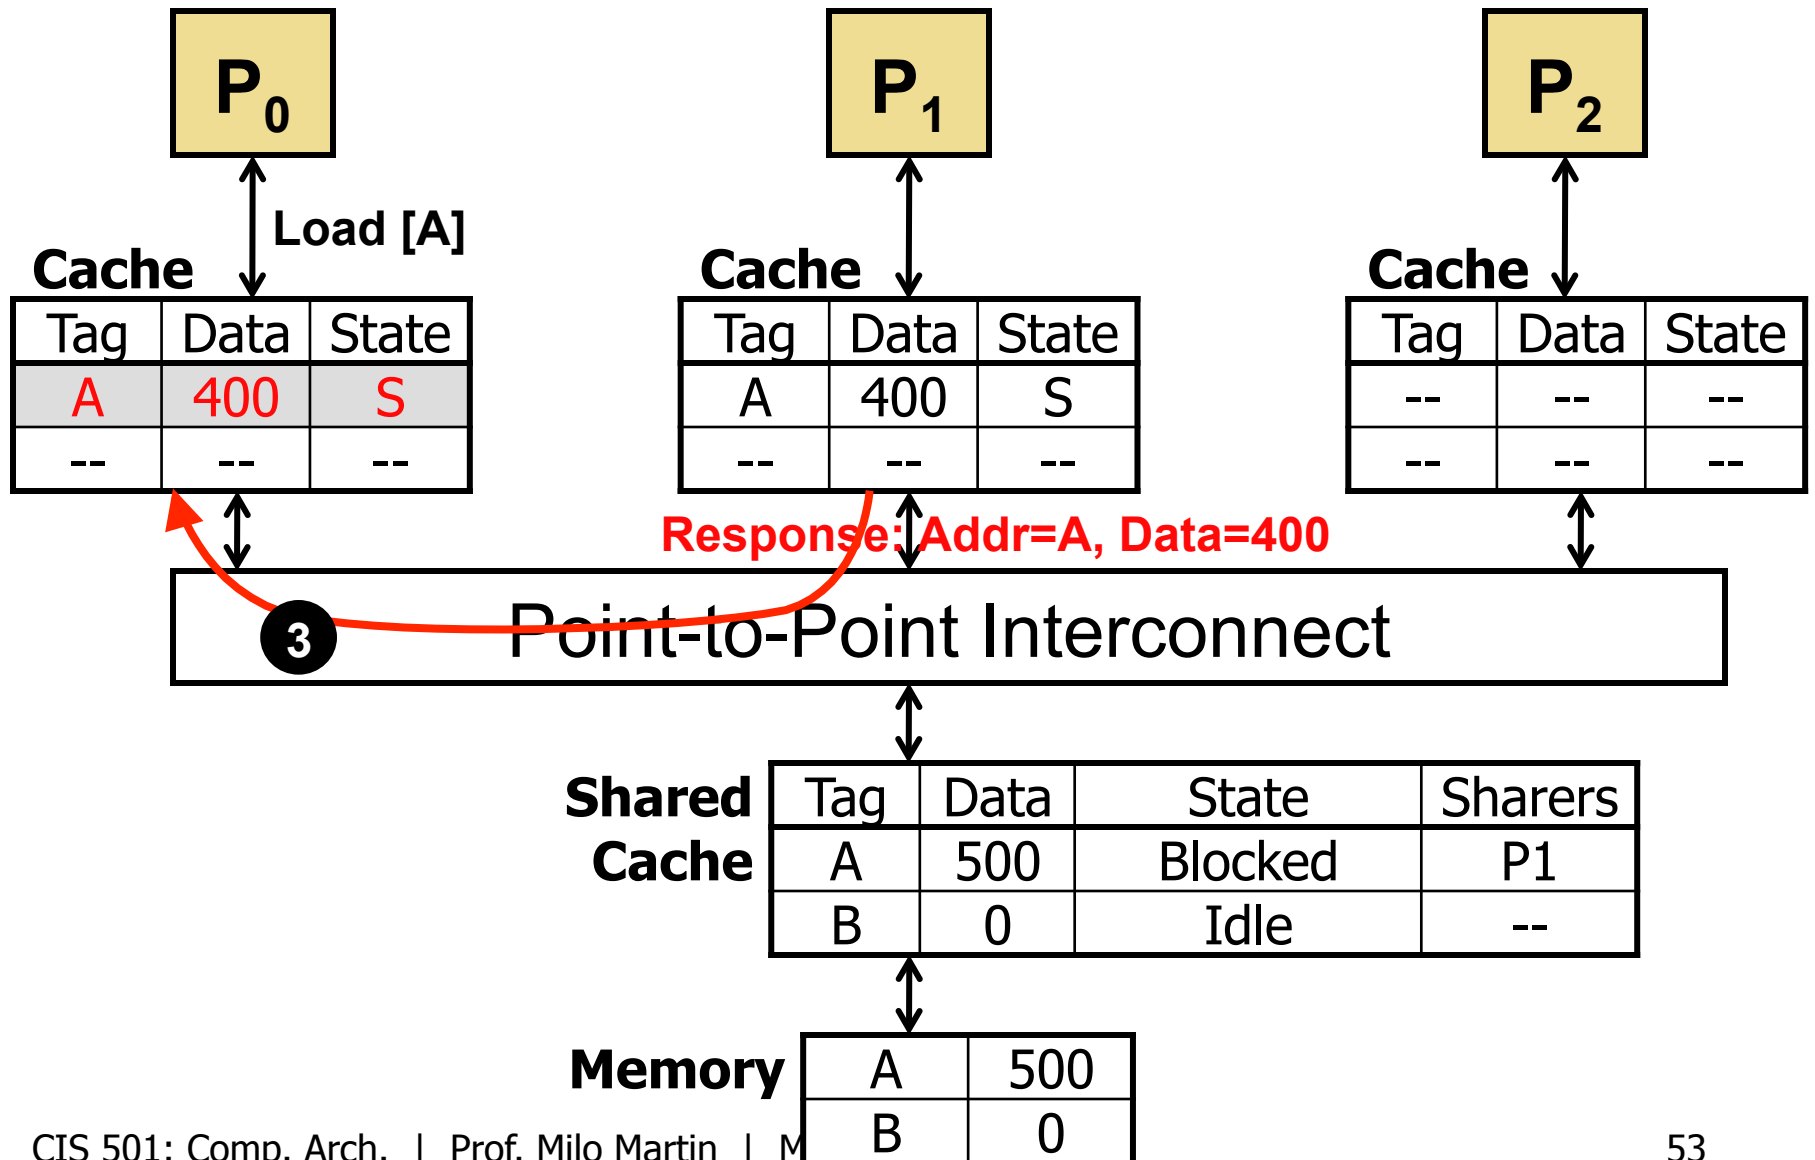 P0 P1 P2
Load [A]
Cache Cache Cache
Tag Data State Tag Data State Tag Data State
A 400 S A 400 S -- -- --
-- -- -- -- -- -- -- -- --
Response: Addr=A, Data=400
3 Point-to-Point Interconnect
Shared Tag Data State Sharers
Cache A 500 Blocked P1
B 0 Idle --
Memory A 500
B 0
CIS 501: Comp. Arch. | Prof. Milo Martin | M 53